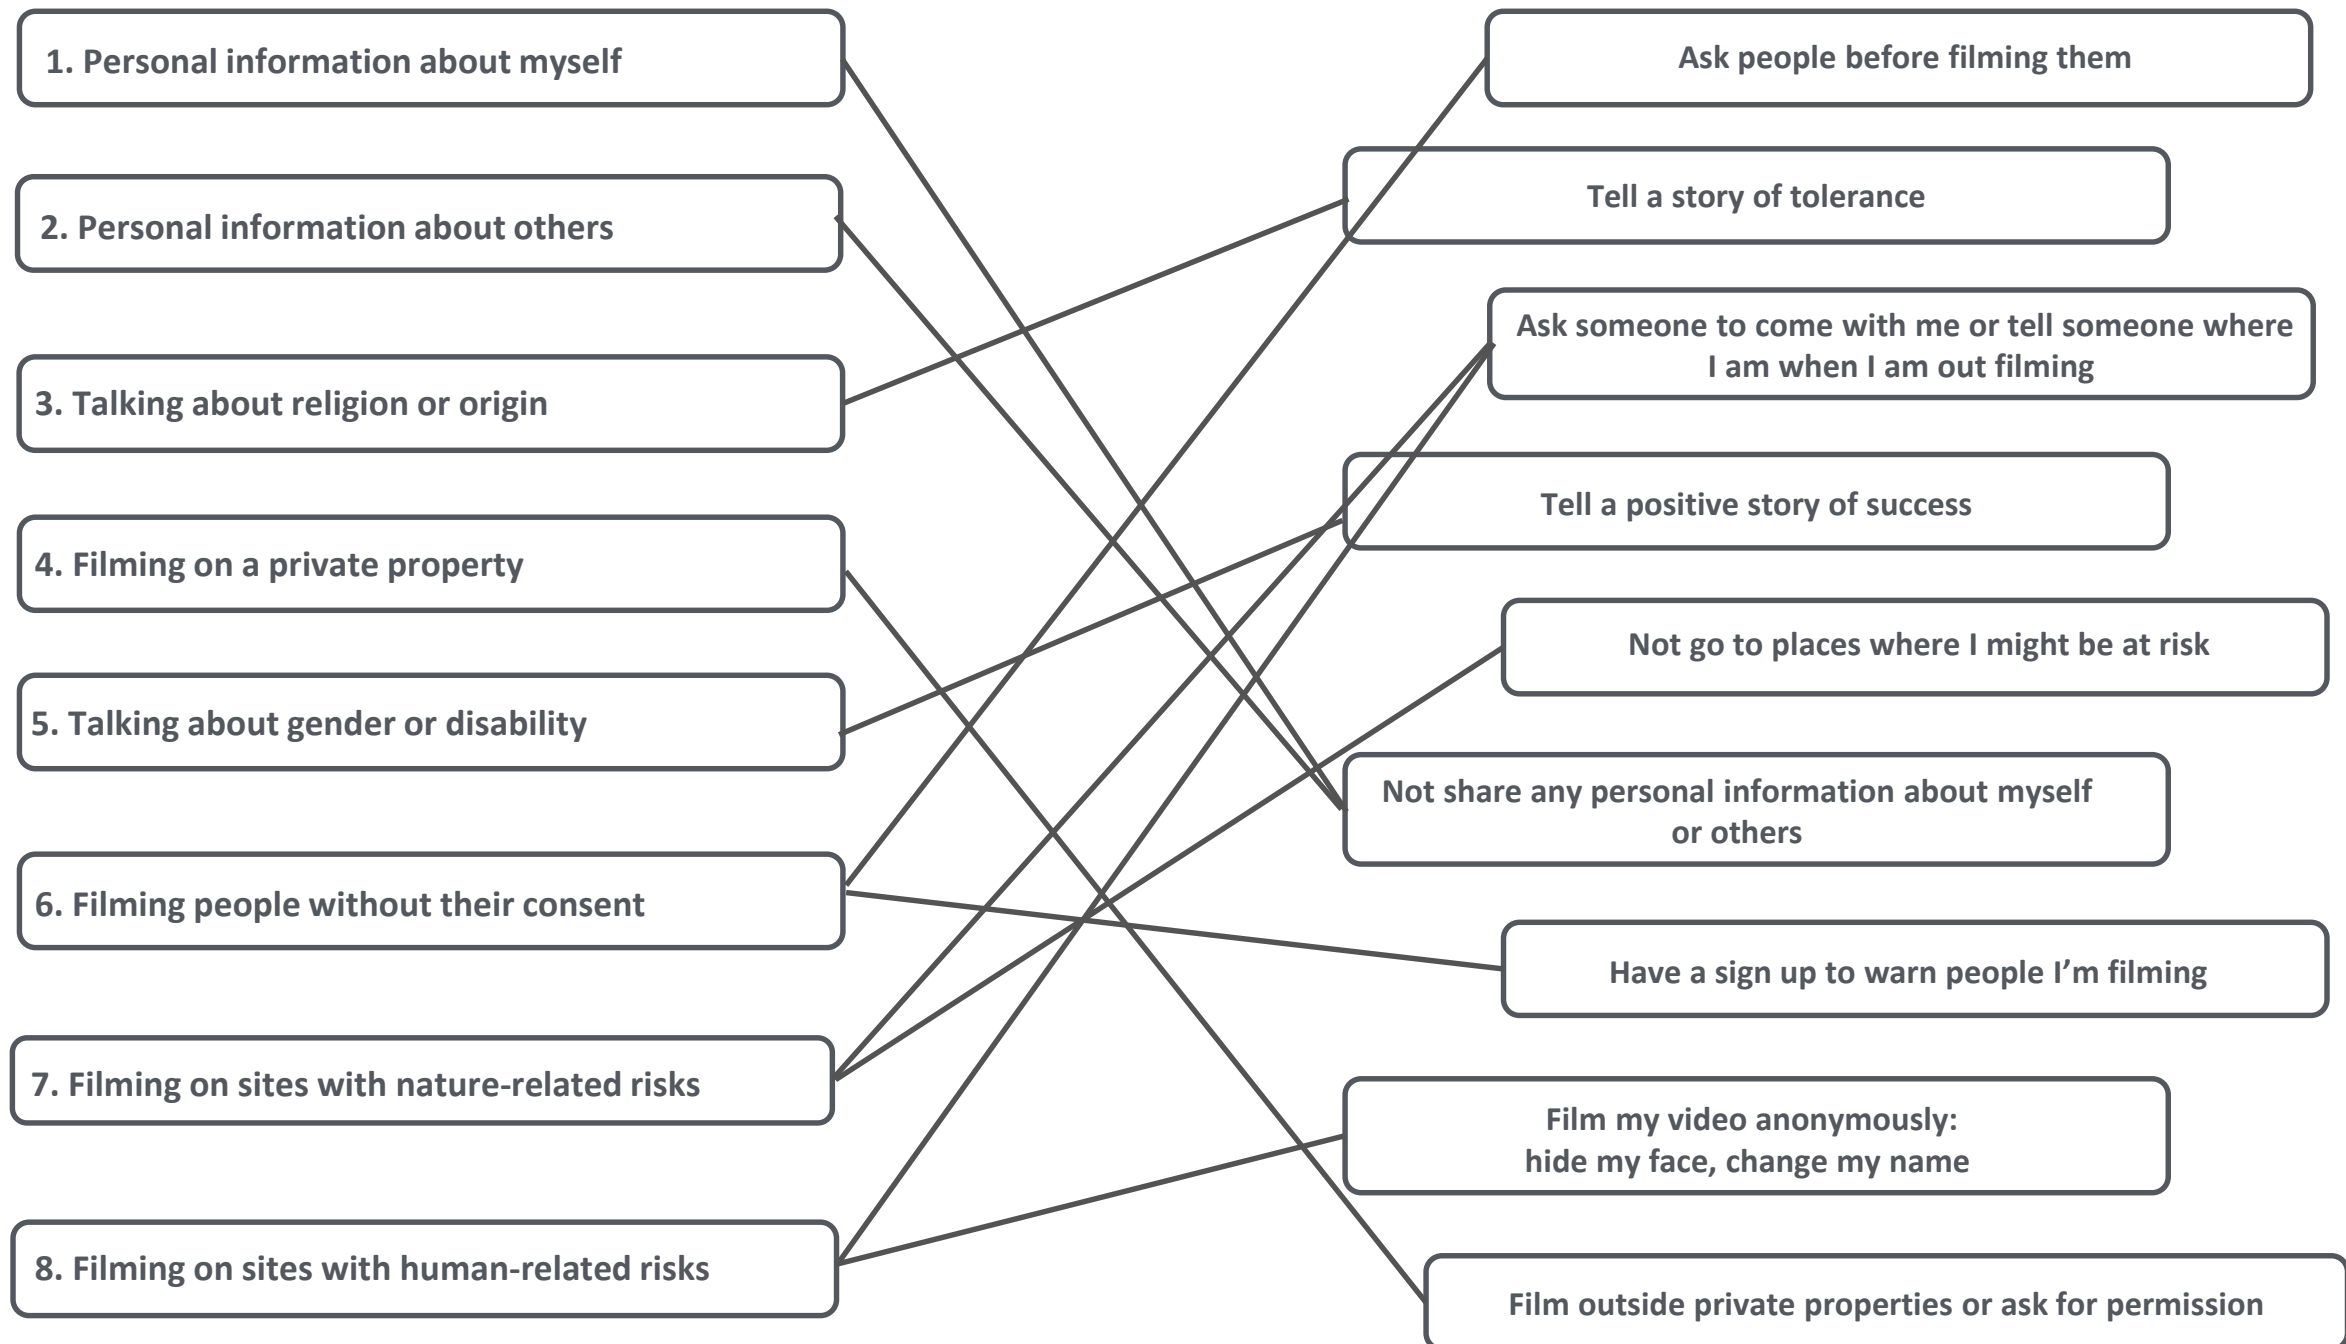 1. Personal information about myself
2. Personal information about others
3. Talking about religion or origin
4. Filming on a private property
5. Talking about gender or disability
6. Filming people without their consent
7. Filming on sites with nature-related risks
8. Filming on sites with human-related risks
Ask people before filming them
Tell a story of tolerance
Ask someone to come with me or tell someone where
I am when I am out filming
Tell a positive story of success
Not go to places where I might be at risk
Not share any personal information about myself
or others
Have a sign up to warn people I’m filming
Film my video anonymously:
hide my face, change my name
Film outside private properties or ask for permission